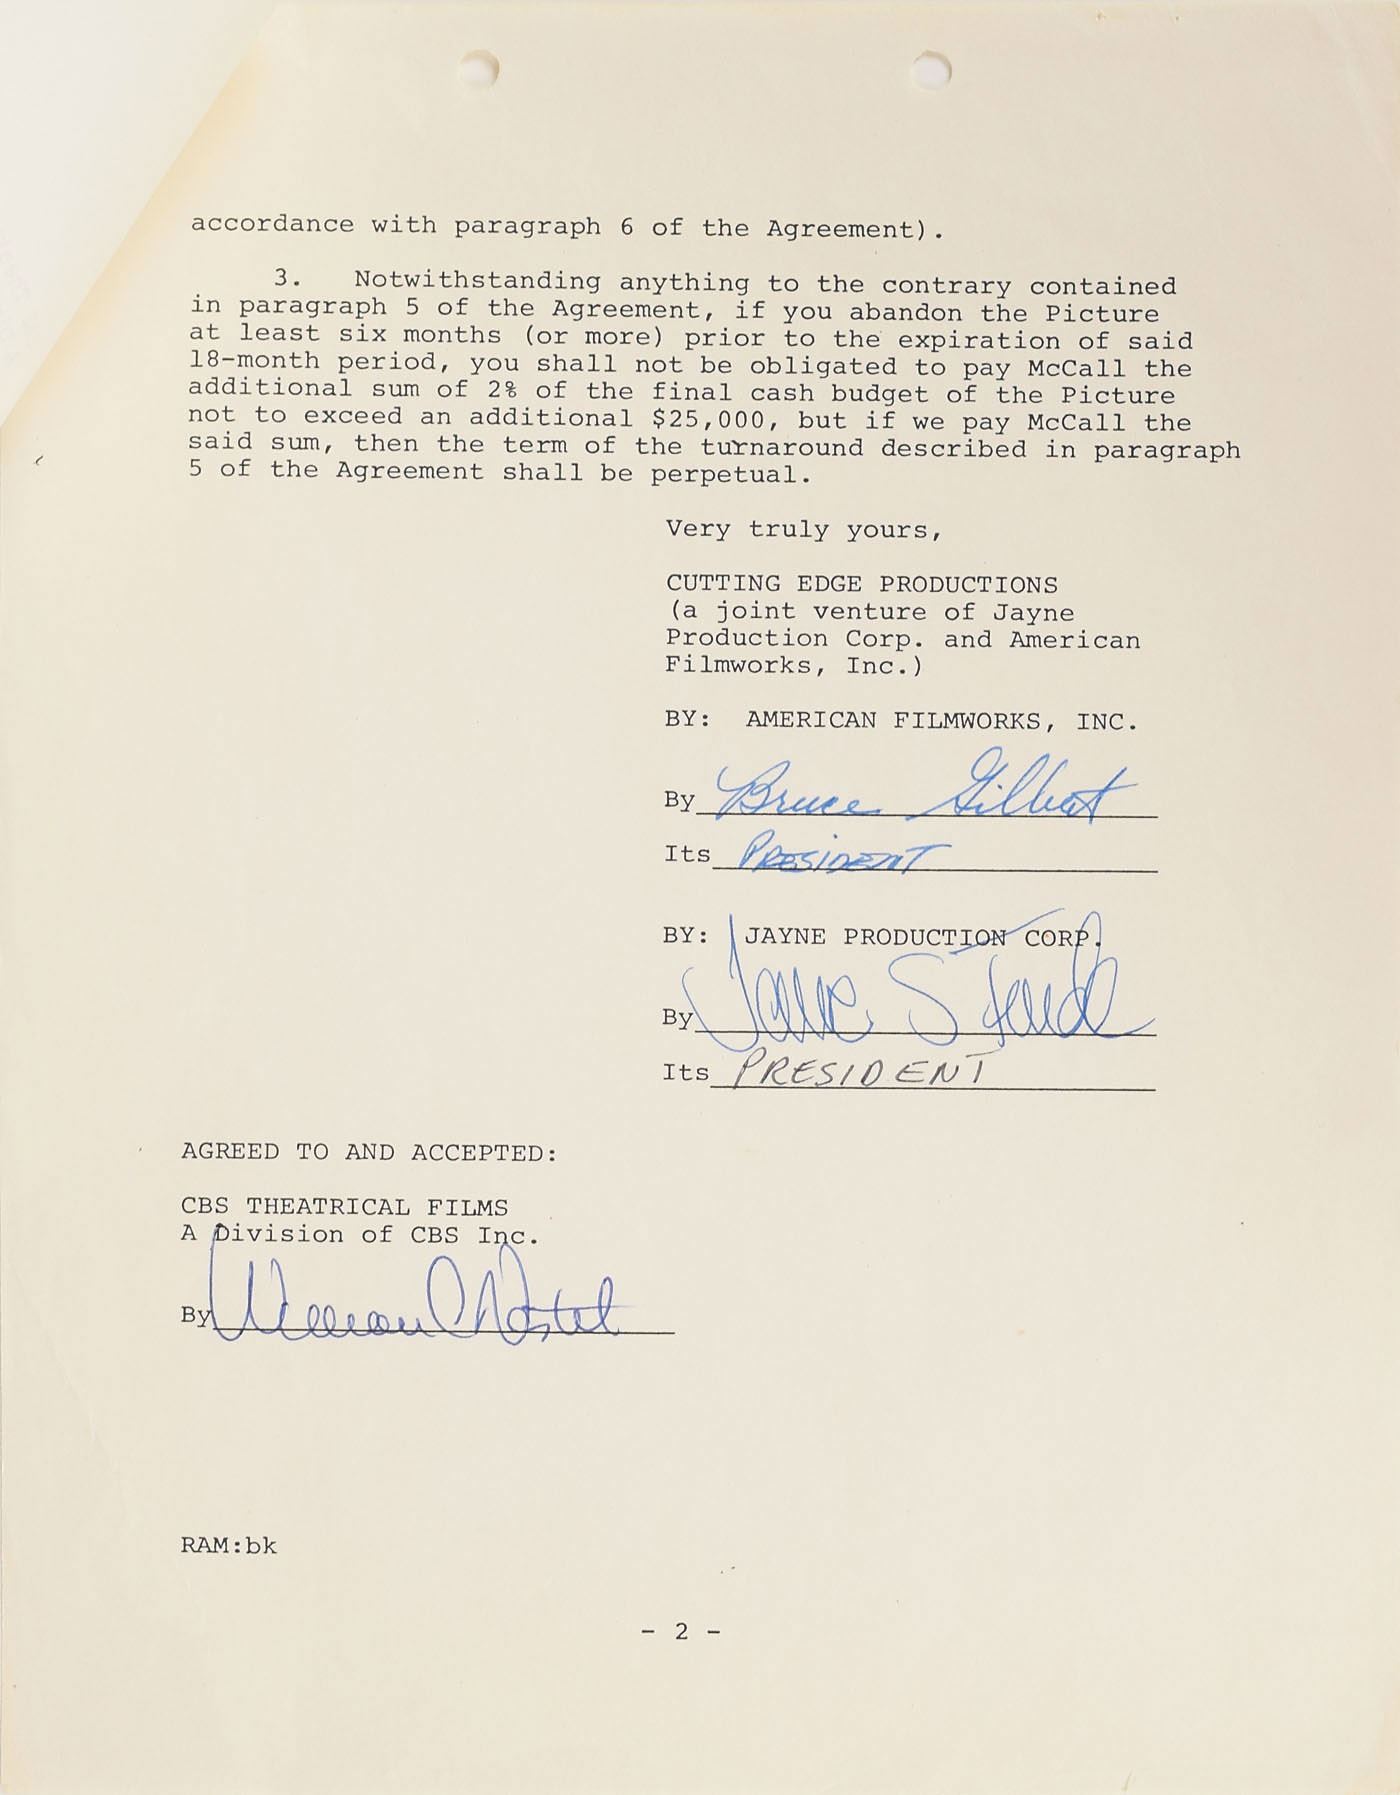 accordance with paragraph 6 of the Agreement).
3. Notwithstanding anything to the contrary contained
in paragraph 5 of the Agreement, if you abandon the Picture
at least six months (or more) prior to the expiration of said
18-month period, you shall not be obligated to pay McCall the
additional sum of 2% of the final cash budget of the Picture
not to exceed an additional $25,000, but if we pay McCall the
said sum, then the term of the turnaround described in paragraph
5 of the Agreement shall be perpetual.
Very truly yours,
CUTTING EDGE PRODUCTIONS
(a joint venture of Jayne
Production Corp. and American
Filmworks, Inc.)
BY: AMERICAN FILMWORKS, INC.
By Bruce Gilbert
Its PRESIDENT
BY: JAYNE PRODUCTION CORP.
By Jane S Fonda
Its PRESIDENT
AGREED TO AND ACCEPTED:
CBS THEATRICAL FILMS
A Division of CBS Inc.
By William
RAM:bk
- 2 -